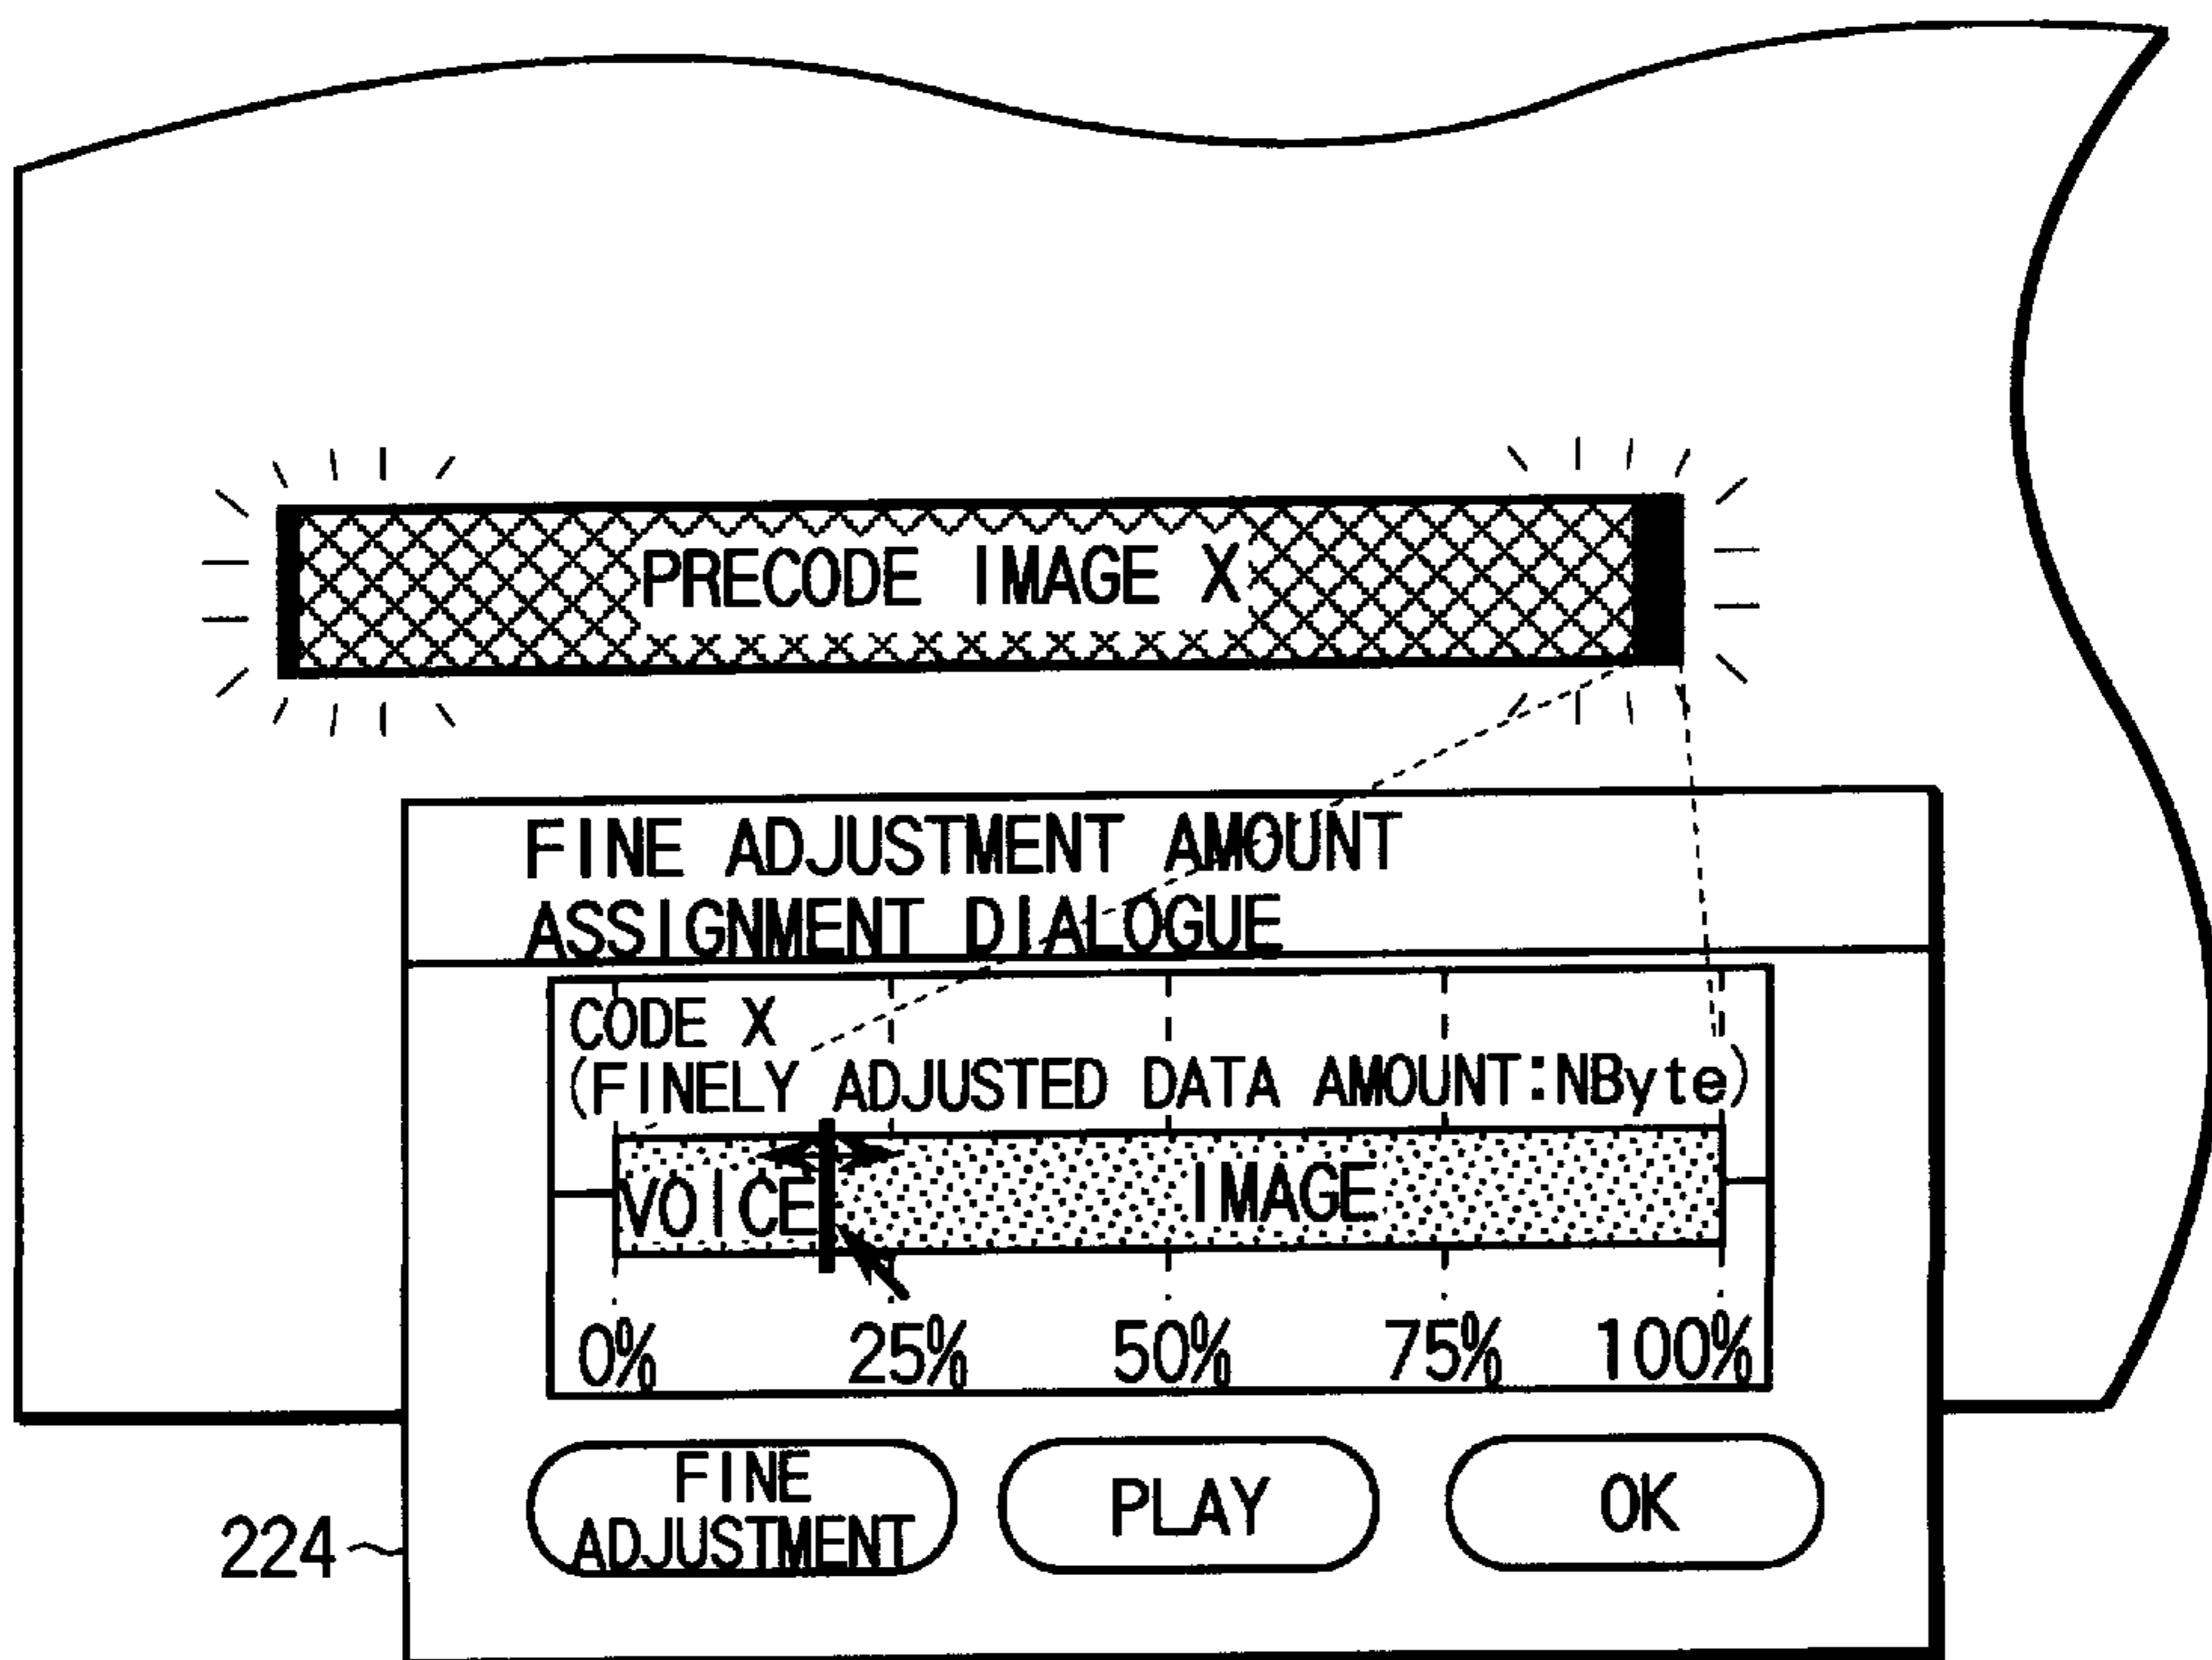 PRECODE IMAGE X
FINE ADJUSTMENT AMOUNT
ASSIGNMENT DIALOGUE
CODE X
(FINELY ADJUSTED DATA AMOUNT:NByte)
VOICE IMAGE
0% 25% 50% 75% 100%
FINE
ADJUSTMENT
PLAY
OK
224